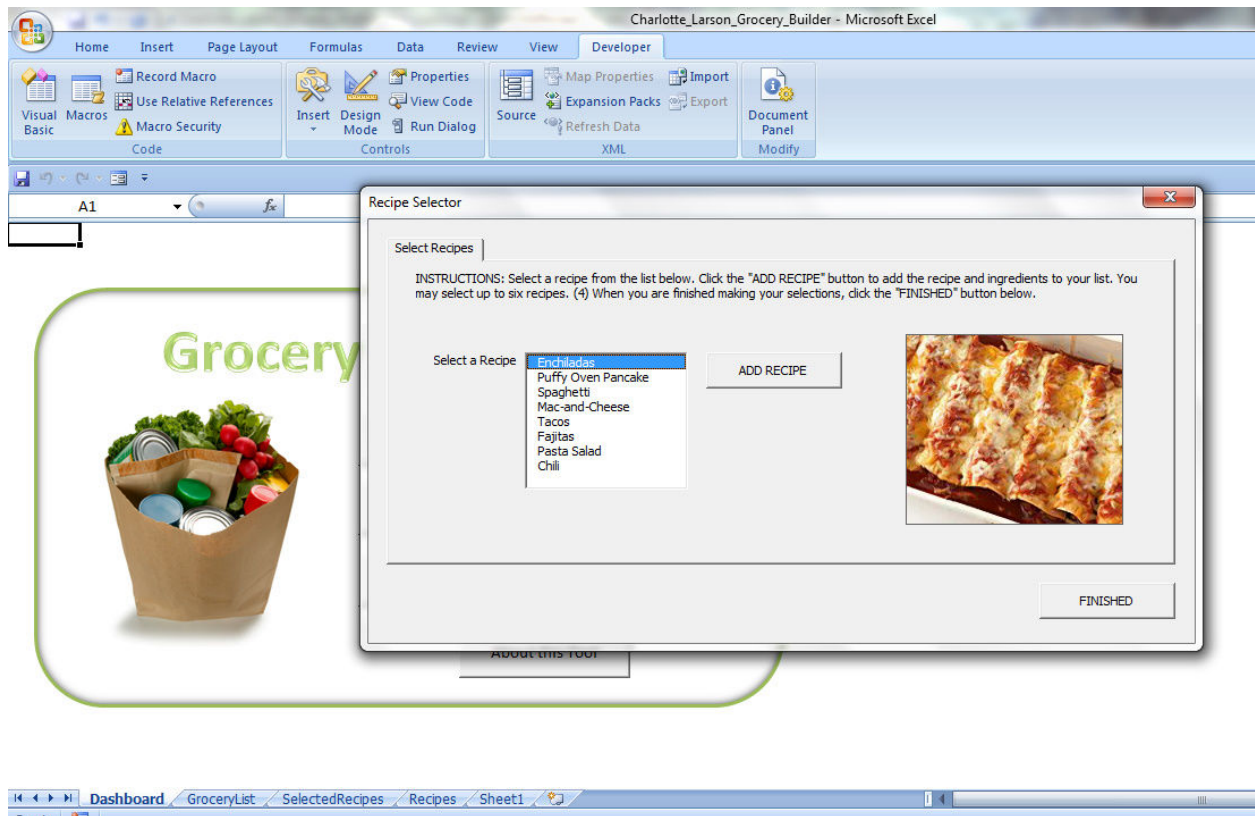 Charlotte_Larson_Grocery_Builder - Microsoft Excel
Home Insert Page Layout Formulas Data Review View Developer
Visual Basic
Macros
Record Macro
Use Relative References
Macro Security
Code
Insert
Design Mode
Properties
View Code
Run Dialog
Controls
Source
Map Properties
Expansion Packs
Refresh Data
Import
Export
XML
Document Panel
Modify
A1
fx
Recipe Selector
Select Recipes
INSTRUCTIONS: Select a recipe from the list below. Click the "ADD RECIPE" button to add the recipe and ingredients to your list. You
may select up to six recipes. (4) When you are finished making your selections, click the "FINISHED" button below.
Grocery
Select a Recipe
Enchiladas
Puffy Oven Pancake
Spaghetti
Mac-and-Cheese
Tacos
Fajitas
Pasta Salad
Chili
ADD RECIPE
FINISHED
About this Tool
Dashboard GroceryList SelectedRecipes Recipes Sheet1